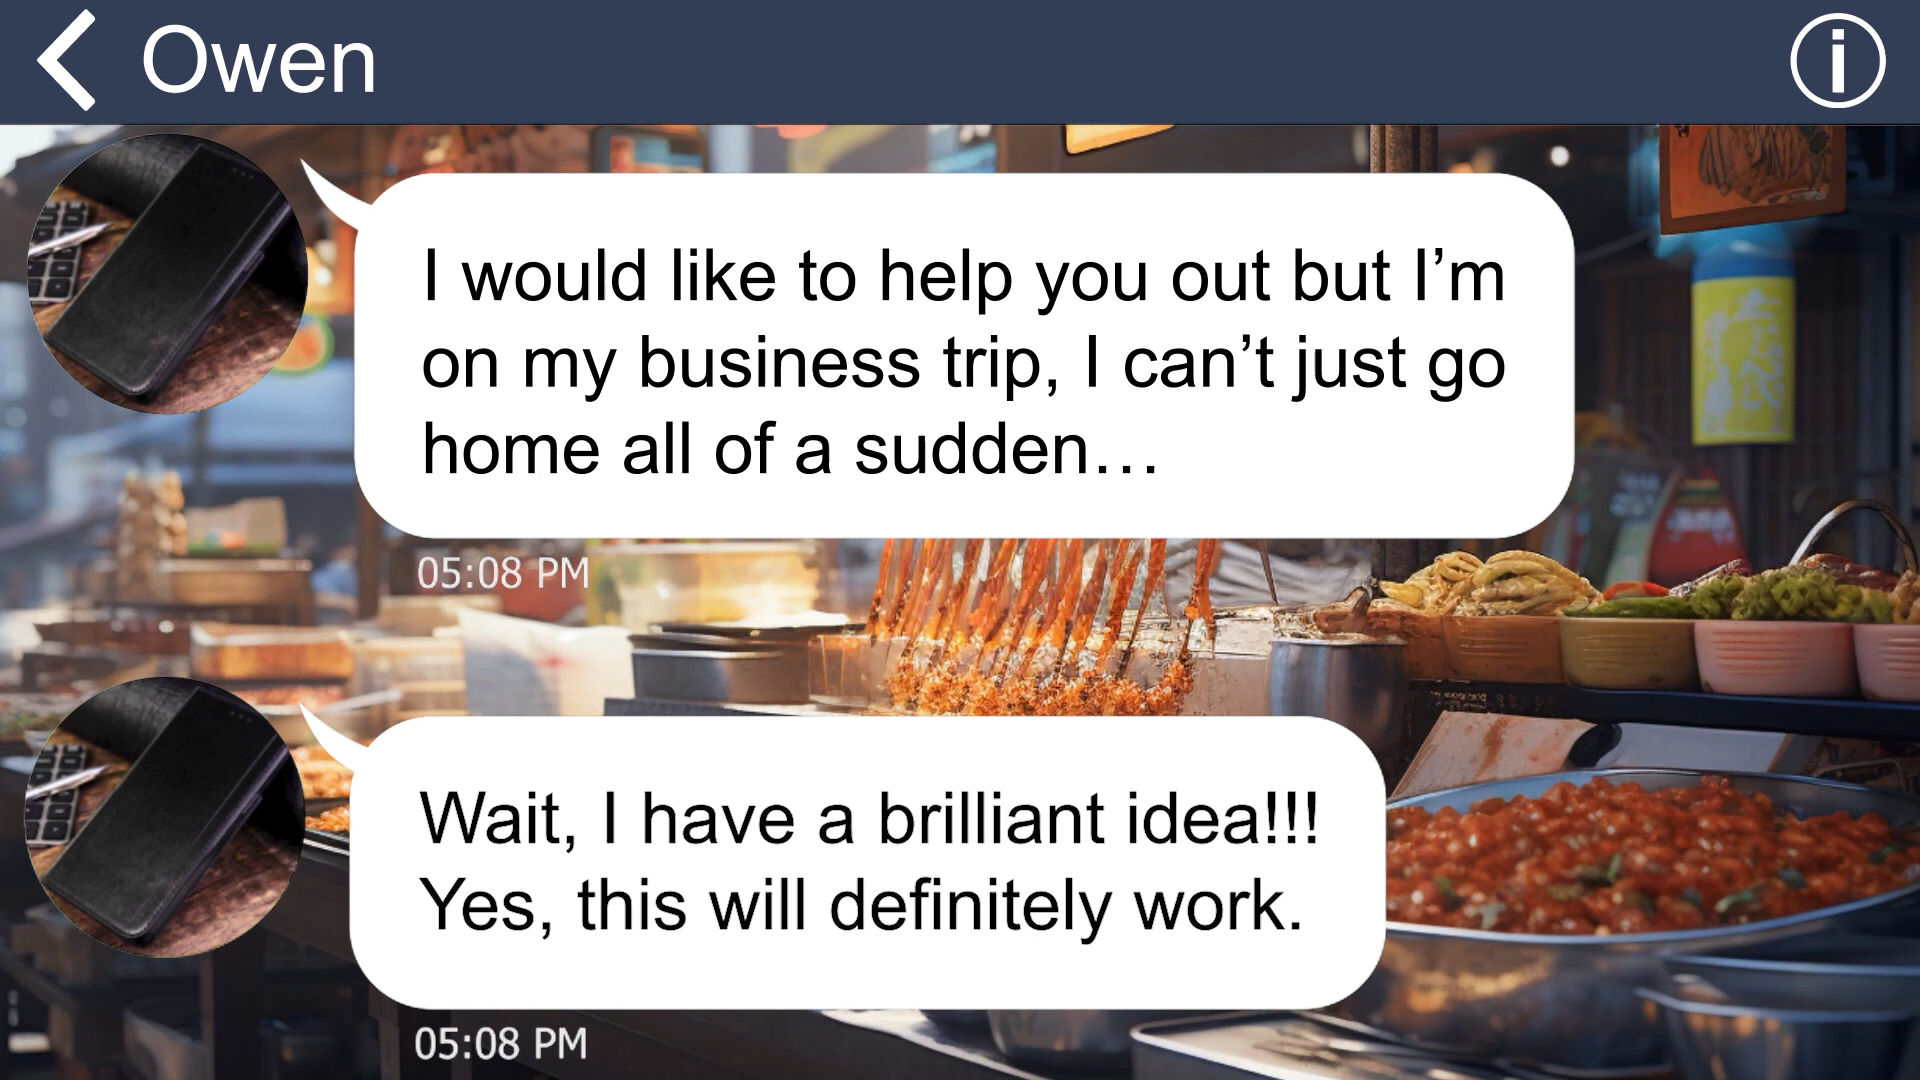 Owen
I would like to help you out but I’m
on my business trip, I can’t just go
home all of a sudden…
05:08 PM
Wait, I have a brilliant idea!!!
Yes, this will definitely work.
05:08 PM